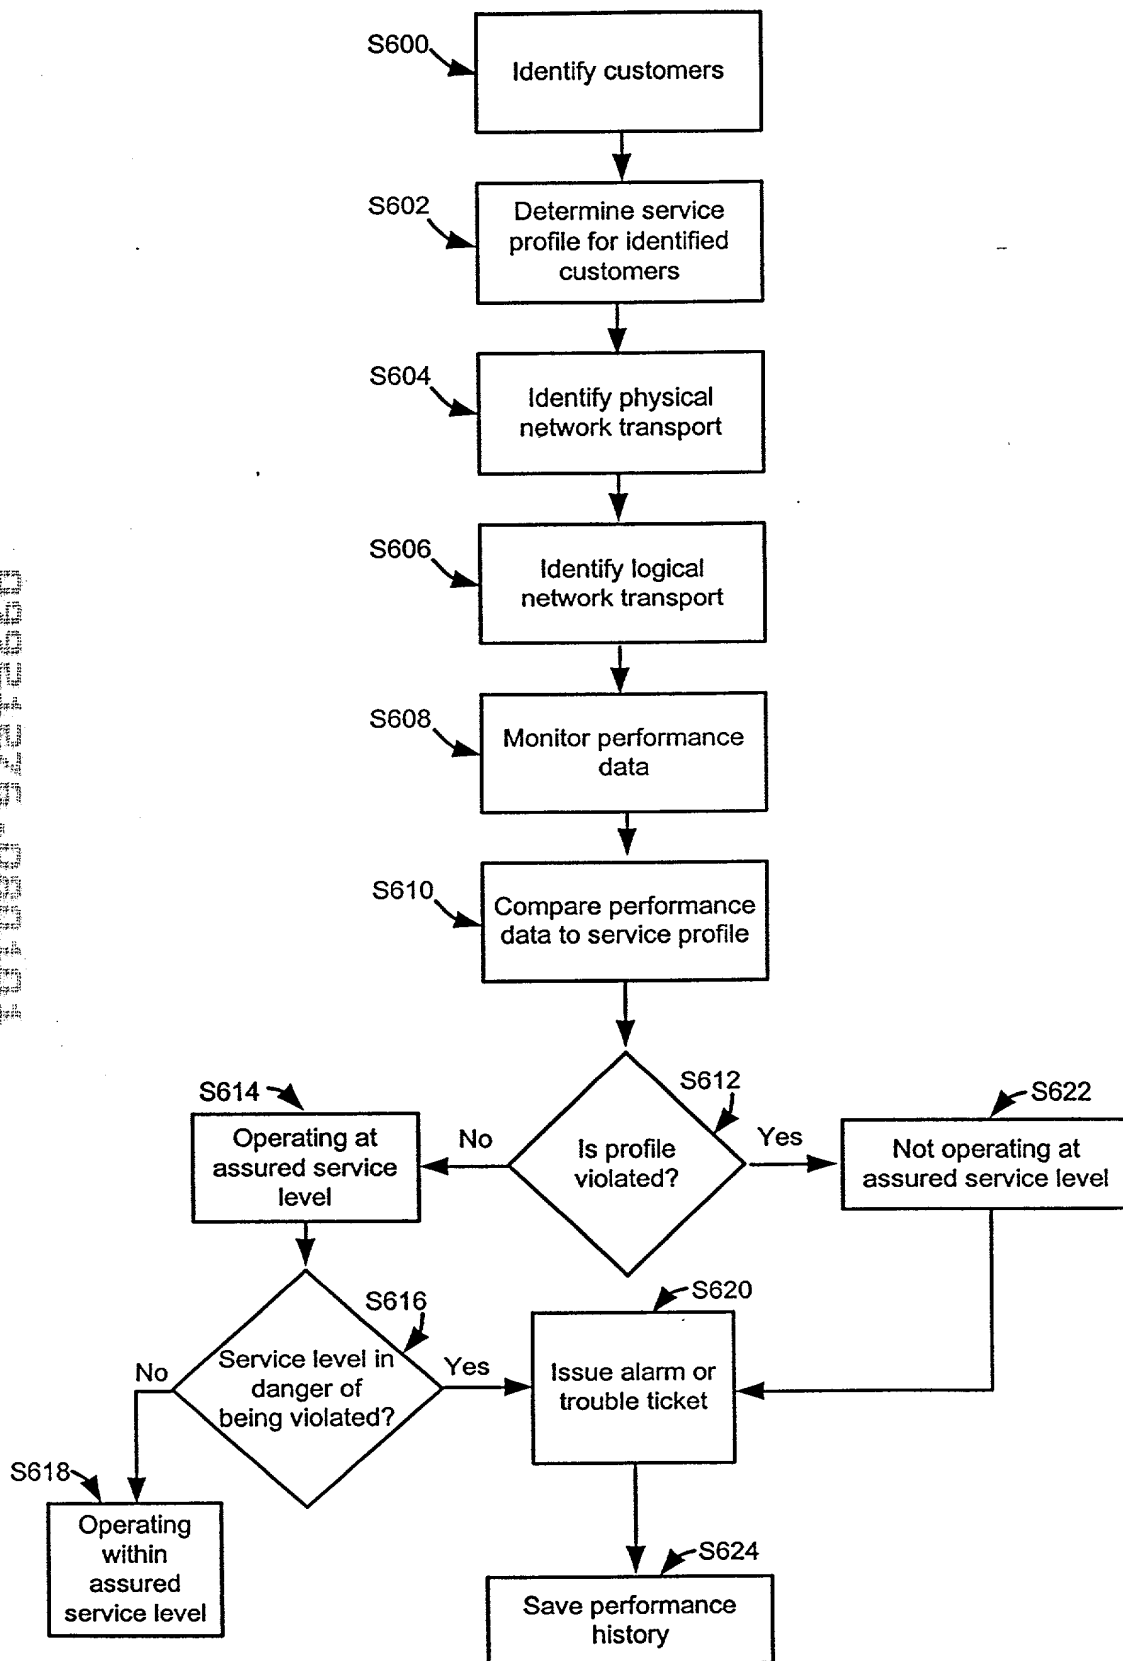 S600
Identify customers
S602
Determine service
profile for identified
customers
S604
Identify physical
network transport
S606
Identify logical
network transport
S608
Monitor performance
data
S610
Compare performance
data to service profile
S612
Is profile
violated?
No
Yes
S614
Operating at
assured service
level
S622
Not operating at
assured service level
S616
Service level in
danger of
being violated?
No
Yes
S620
Issue alarm or
trouble ticket
S618
Operating
within
assured
service level
S624
Save performance
history